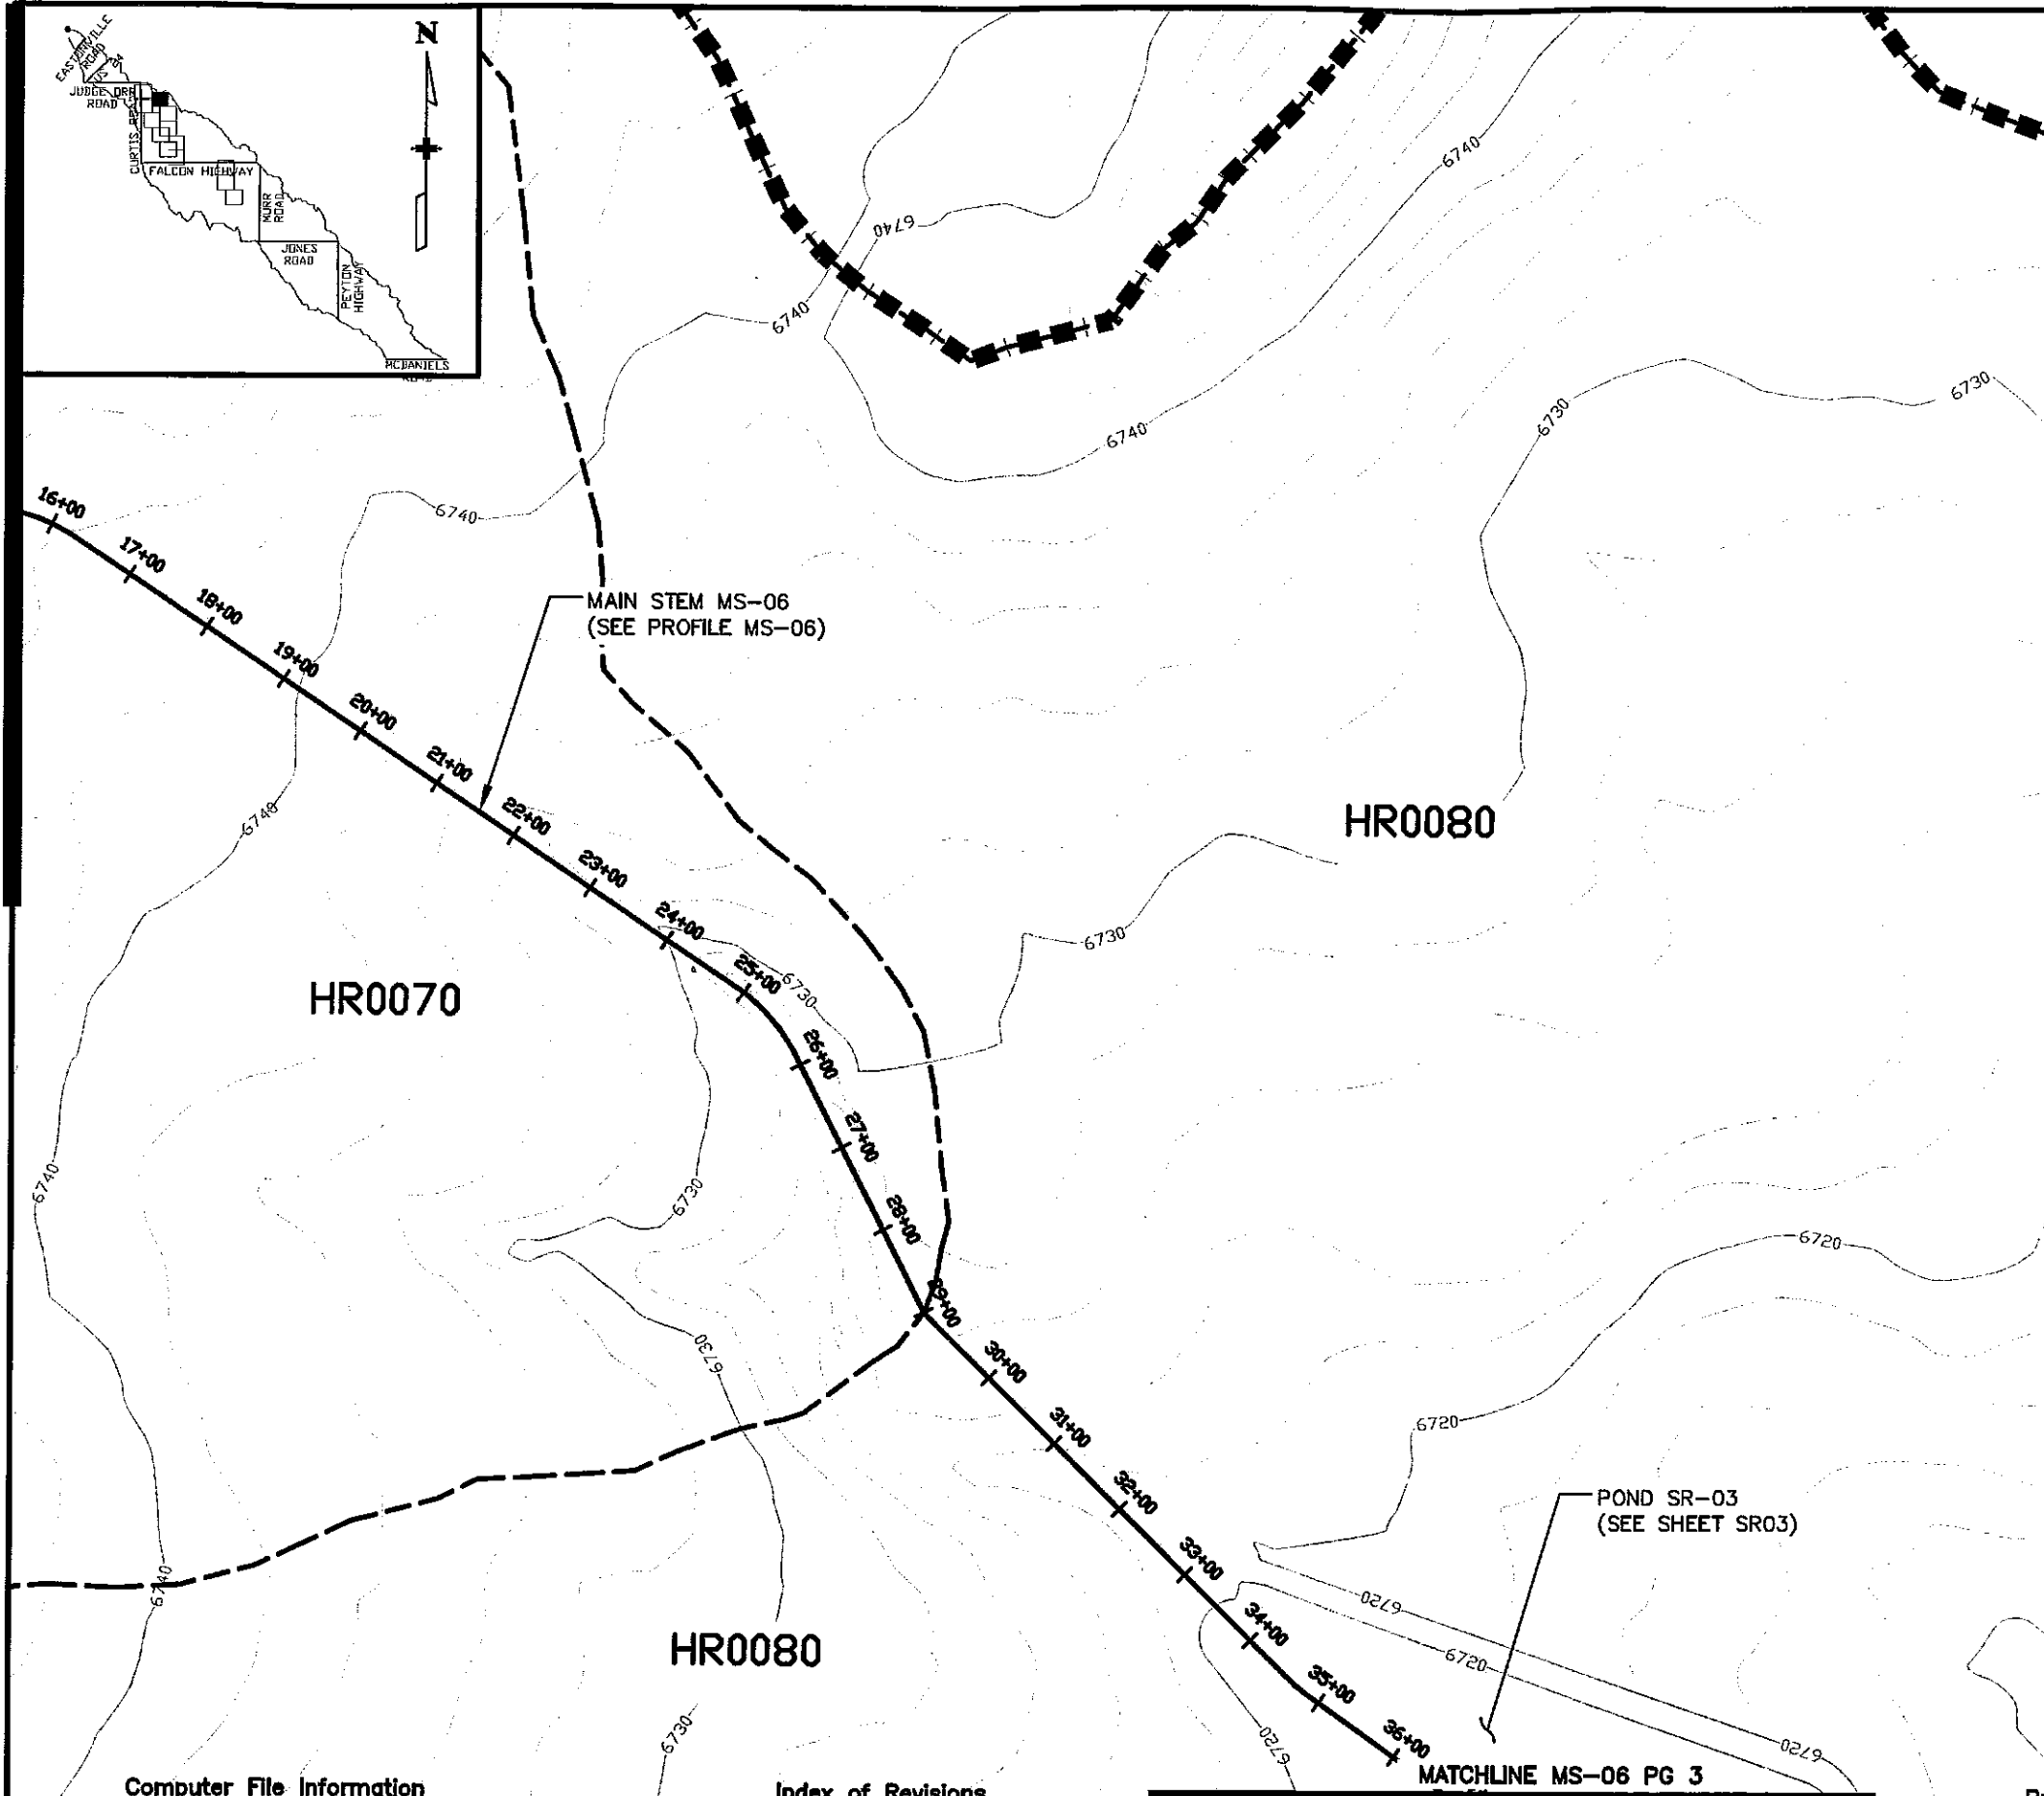 EASTONVILLE
ROAD
US 24
JUDGE ORR
ROAD
CURTIS
FALCON HIGHWAY
MURR
ROAD
JONES
ROAD
PEYTON
HIGHWAY
MCDANIELS
N
6740
6740
6740
6740
6730
6730
16+00
6740
17+00
18+00
MAIN STEM MS-06
(SEE PROFILE MS-06)
19+00
20+00
21+00
22+00
6740
HR0080
23+00
24+00
6730
25+00
6730
HR0070
26+00
27+00
6740
6730
28+00
6720
29+00
6730
30+00
31+00
6720
32+00
POND SR-03
(SEE SHEET SR03)
33+00
6740
6720
34+00
HR0080
6720
35+00
6730
36+00
6720
6720
MATCHLINE MS-06 PG 3
Computer File Information
Index of Revisions